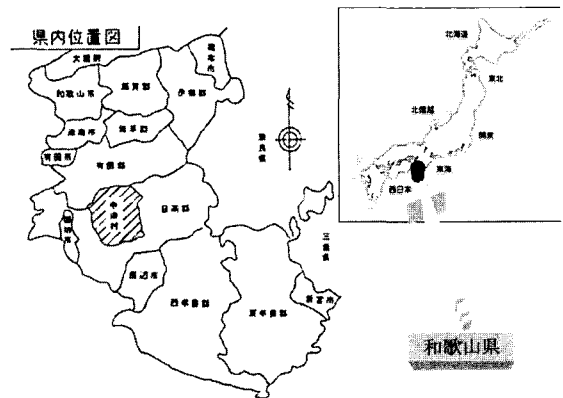 県内位置図
大阪府
橋本市
和歌山市
那賀郡
伊都郡
海南市
海草郡
有田市
有田郡
奈良県
中津村
日高郡
御坊市
三重県
田辺市
西牟婁郡
東牟婁郡
新宮市
北海道
東北
北信越
関東
東海
西日本
和歌山県